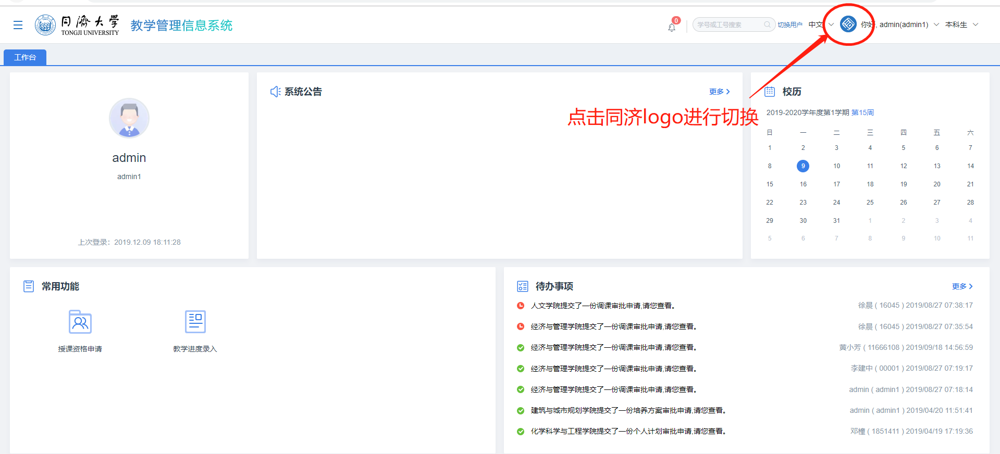 同濟大學
TONGJI UNIVERSITY
教学管理信息系统
0
学号或工号搜索
切换用户
中文
你好, admin(admin1)
本科生
工作台
admin
admin1
上次登录：2019.12.09 18:11:28
系统公告
更多
点击同济logo进行切换
校历
2019-2020学年度第1学期 第15周
日 一 二 三 四 五 六
1 2 3 4 5 6 7
8 9 10 11 12 13 14
15 16 17 18 19 20 21
22 23 24 25 26 27 28
29 30 31 1 2 3 4
5 6 7 8 9 10 11
常用功能
授课资格申请
教学进度录入
待办事项
更多
人文学院提交了一份调课审批申请,请您查看。 徐晨 ( 16045 ) 2019/08/27 07:38:17
经济与管理学院提交了一份调课审批申请,请您查看。 徐晨 ( 16045 ) 2019/08/27 07:35:54
经济与管理学院提交了一份调课审批申请,请您查看。 黄小芳 ( 11666108 ) 2019/09/18 14:56:59
经济与管理学院提交了一份调课审批申请,请您查看。 李建中 ( 00001 ) 2019/08/27 07:19:17
经济与管理学院提交了一份调课审批申请,请您查看。 admin ( admin1 ) 2019/08/27 07:18:14
建筑与城市规划学院提交了一份培养方案审批申请,请您查看。 admin ( admin1 ) 2019/04/20 11:51:41
化学科学与工程学院提交了一份个人计划审批申请,请您查看。 邓橦 ( 1851411 ) 2019/04/19 17:19:36